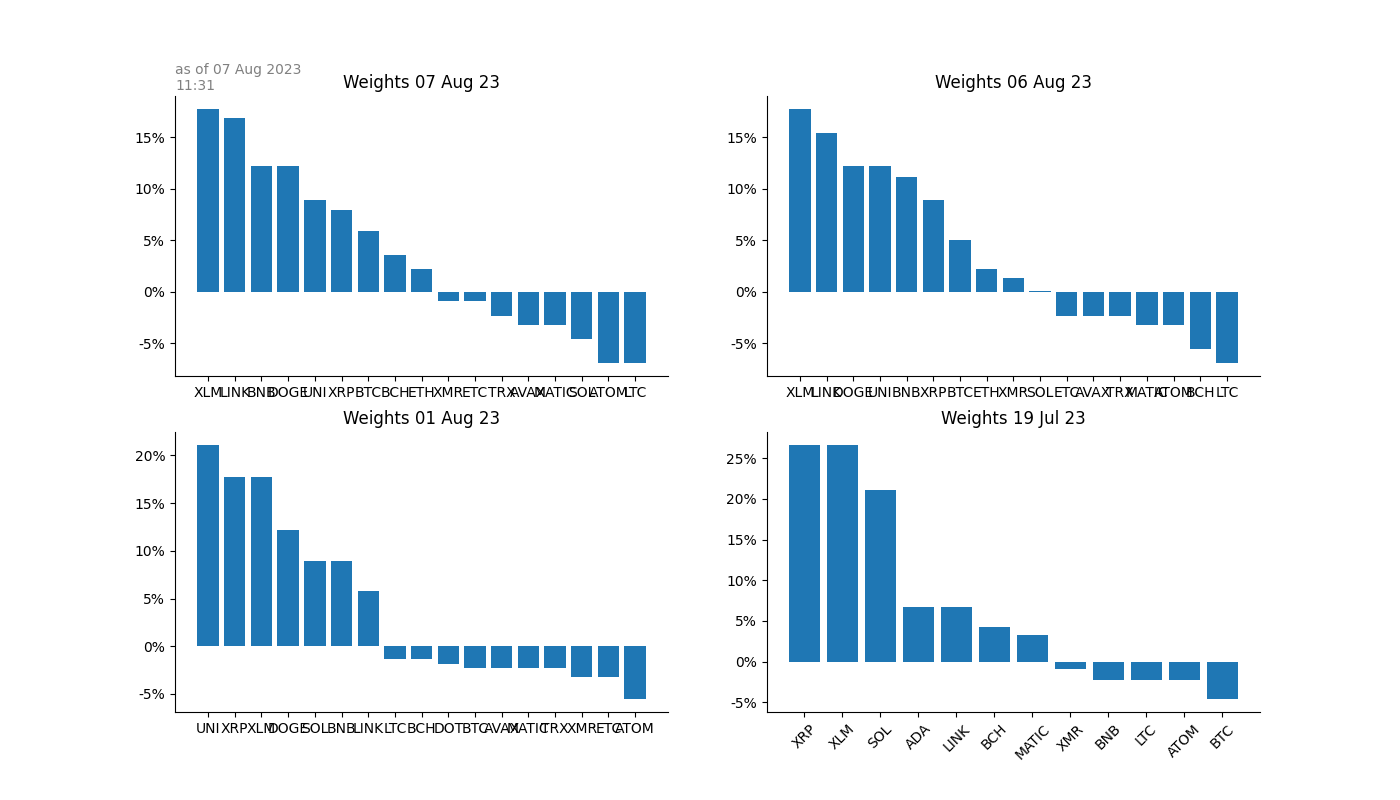 as of 07 Aug 2023
11:31
Weights 07 Aug 23
15%
10%
5%
0%
-5%
XLM LINK BNB DOGE UNI XRP BTC BCH ETH XMR ETC TRX AVAX MATIC SOL ATOM LTC
Weights 06 Aug 23
15%
10%
5%
0%
-5%
XLM LINK DOGE UNI BNB XRP BTC ETH XMR SOL ETC AVAX TRX MATIC ATOM BCH LTC
Weights 01 Aug 23
20%
15%
10%
5%
0%
-5%
UNI XRP XLM DOGE SOL BNB LINK LTC BCH DOT BTC AVAX MATIC TRX XMR ETC ATOM
Weights 19 Jul 23
25%
20%
15%
10%
5%
0%
-5%
XRP XLM SOL ADA LINK BCH MATIC XMR BNB LTC ATOM BTC